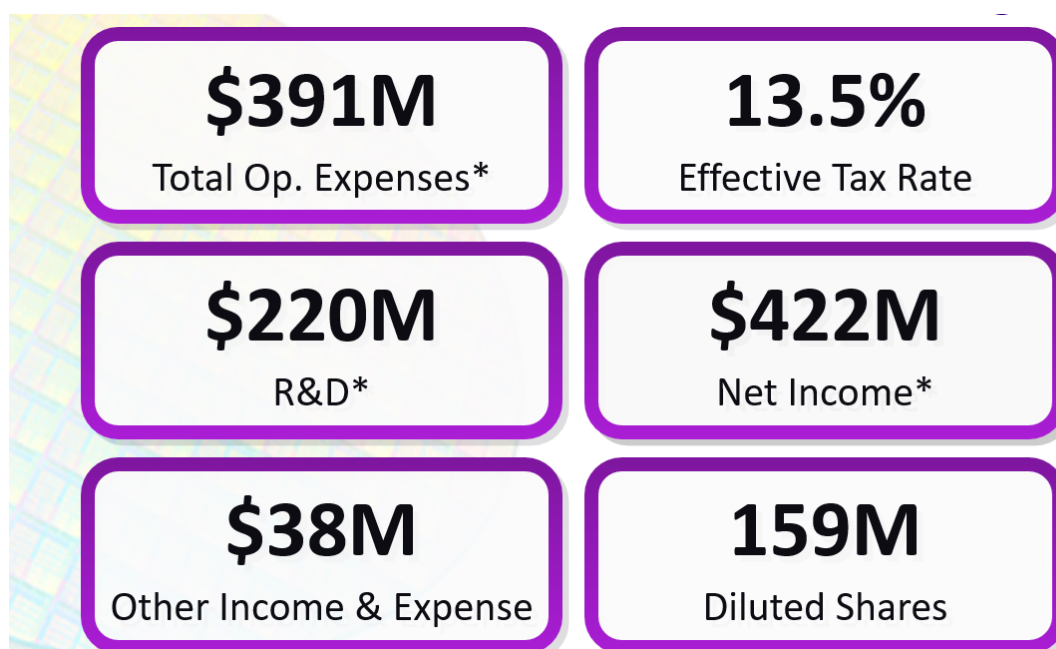 $391M
Total Op. Expenses*
13.5%
Effective Tax Rate
$220M
R&D*
$422M
Net Income*
$38M
Other Income & Expense
159M
Diluted Shares